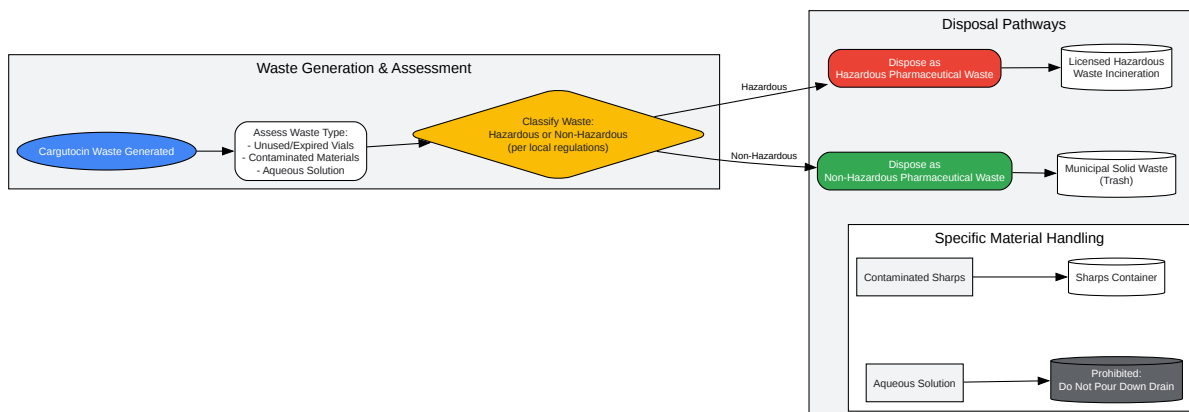 Waste Generation & Assessment
Cargutocin Waste Generated
Assess Waste Type:
- Unused/Expired Vials
- Contaminated Materials
- Aqueous Solution
Classify Waste:
Hazardous or Non-Hazardous
(per local regulations)
Hazardous
Non-Hazardous
Disposal Pathways
Dispose as
Hazardous Pharmaceutical Waste
Licensed Hazardous
Waste Incineration
Dispose as
Non-Hazardous Pharmaceutical Waste
Municipal Solid Waste
(Trash)
Specific Material Handling
Contaminated Sharps
Sharps Container
Aqueous Solution
Prohibited:
Do Not Pour Down Drain